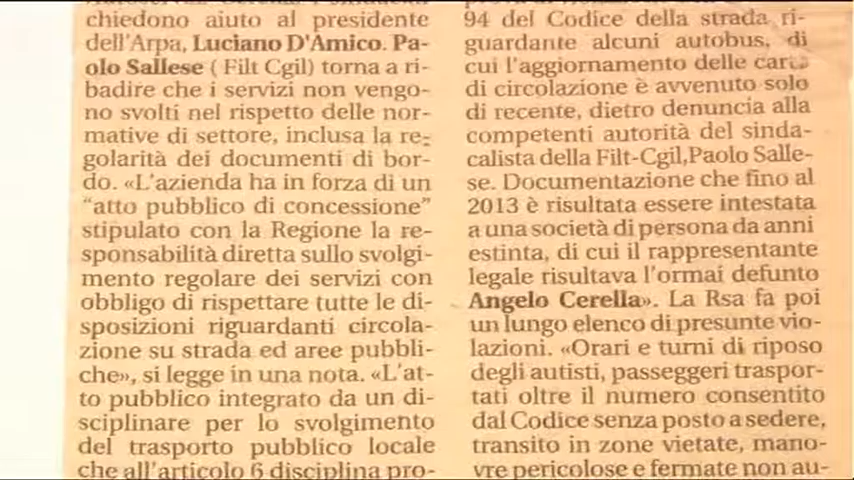 chiedono aiuto al presidente
dell'Arpa, Luciano D'Amico. Pa-
olo Sallese ( Filt Cgil) torna a ri-
badire che i servizi non vengo-
no svolti nel rispetto delle nor-
mative di settore, inclusa la re-
golarità dei documenti di bor-
do. «L'azienda ha in forza di un
"atto pubblico di concessione"
stipulato con la Regione la re-
sponsabilità diretta sullo svolgi-
mento regolare dei servizi con
obbligo di rispettare tutte le di-
sposizioni riguardanti circola-
zione su strada ed aree pubbli-
che», si legge in una nota. «L'at-
to pubblico integrato da un di-
sciplinare per lo svolgimento
del trasporto pubblico locale
che all'articolo 6 disciplina pro-
94 del Codice della strada ri-
guardante alcuni autobus, di
cui l'aggiornamento delle carte
di circolazione è avvenuto solo
di recente, dietro denuncia alla
competenti autorità del sinda-
calista della Filt-Cgil,Paolo Salle-
se. Documentazione che fino al
2013 è risultata essere intestata
a una società di persona da anni
estinta, di cui il rappresentante
legale risultava l'ormai defunto
Angelo Cerella». La Rsa fa poi
un lungo elenco di presunte vio-
lazioni. «Orari e turni di riposo
degli autisti, passeggeri traspor-
tati oltre il numero consentito
dal Codice senza posto a sedere,
transito in zone vietate, mano-
vre pericolose e fermate non au-